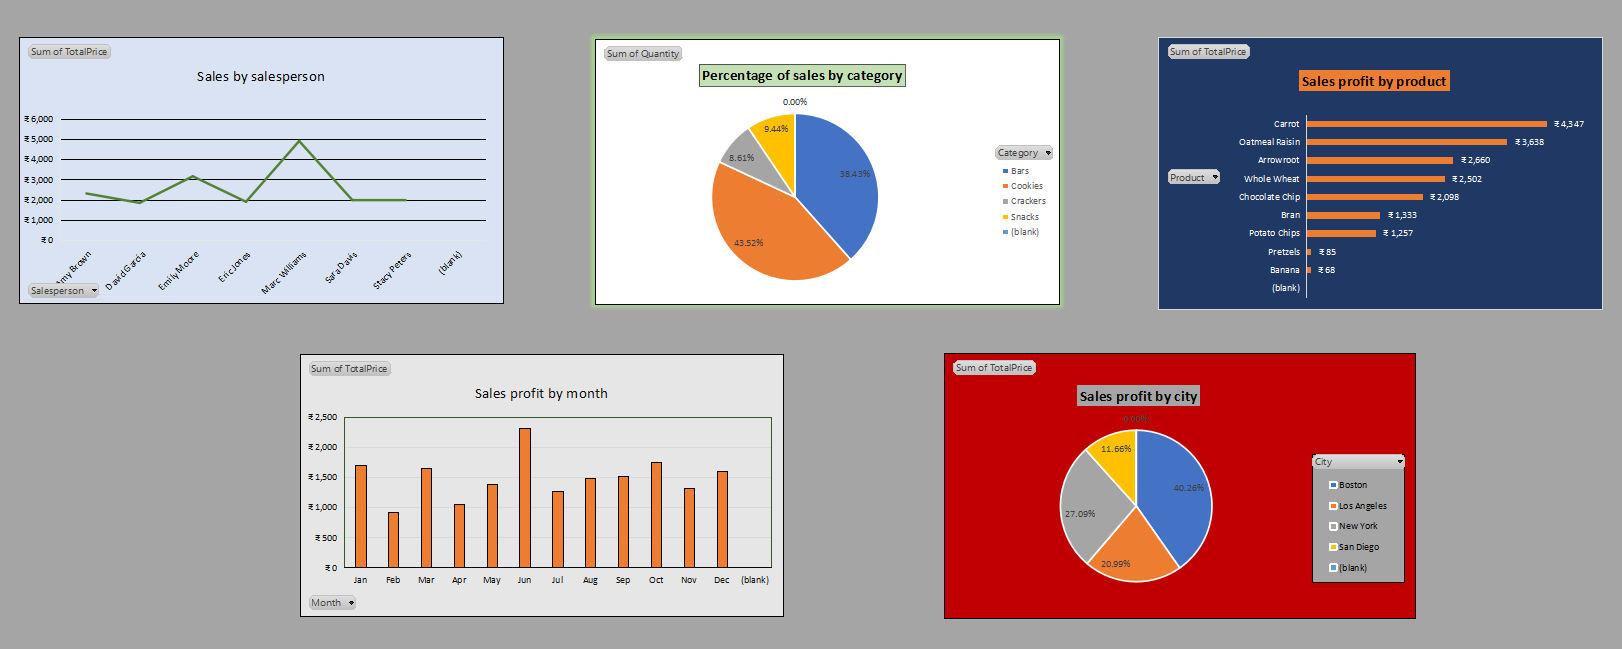 Sum of TotalPrice
Sales by salesperson
₹ 6,000
₹ 5,000
₹ 4,000
₹ 3,000
₹ 2,000
₹ 1,000
₹ 0
Amy Brown
David Garcia
Emily Moore
Eric Jones
Marc Williams
Sara Davis
Stacy Peters
(blank)
Salesperson
Sum of Quantity
Percentage of sales by category
0.00%
9.44%
8.61%
38.43%
43.52%
Category
Bars
Cookies
Crackers
Snacks
(blank)
Sum of TotalPrice
Sales profit by product
Product
Carrot ₹ 4,347
Oatmeal Raisin ₹ 3,638
Arrowroot ₹ 2,660
Whole Wheat ₹ 2,502
Chocolate Chip ₹ 2,098
Bran ₹ 1,333
Potato Chips ₹ 1,257
Pretzels ₹ 85
Banana ₹ 68
(blank)
Sum of TotalPrice
Sales profit by month
₹ 2,500
₹ 2,000
₹ 1,500
₹ 1,000
₹ 500
₹ 0
Jan Feb Mar Apr May Jun Jul Aug Sep Oct Nov Dec (blank)
Month
Sum of TotalPrice
Sales profit by city
0.00%
11.66%
40.26%
27.09%
20.99%
City
Boston
Los Angeles
New York
San Diego
(blank)